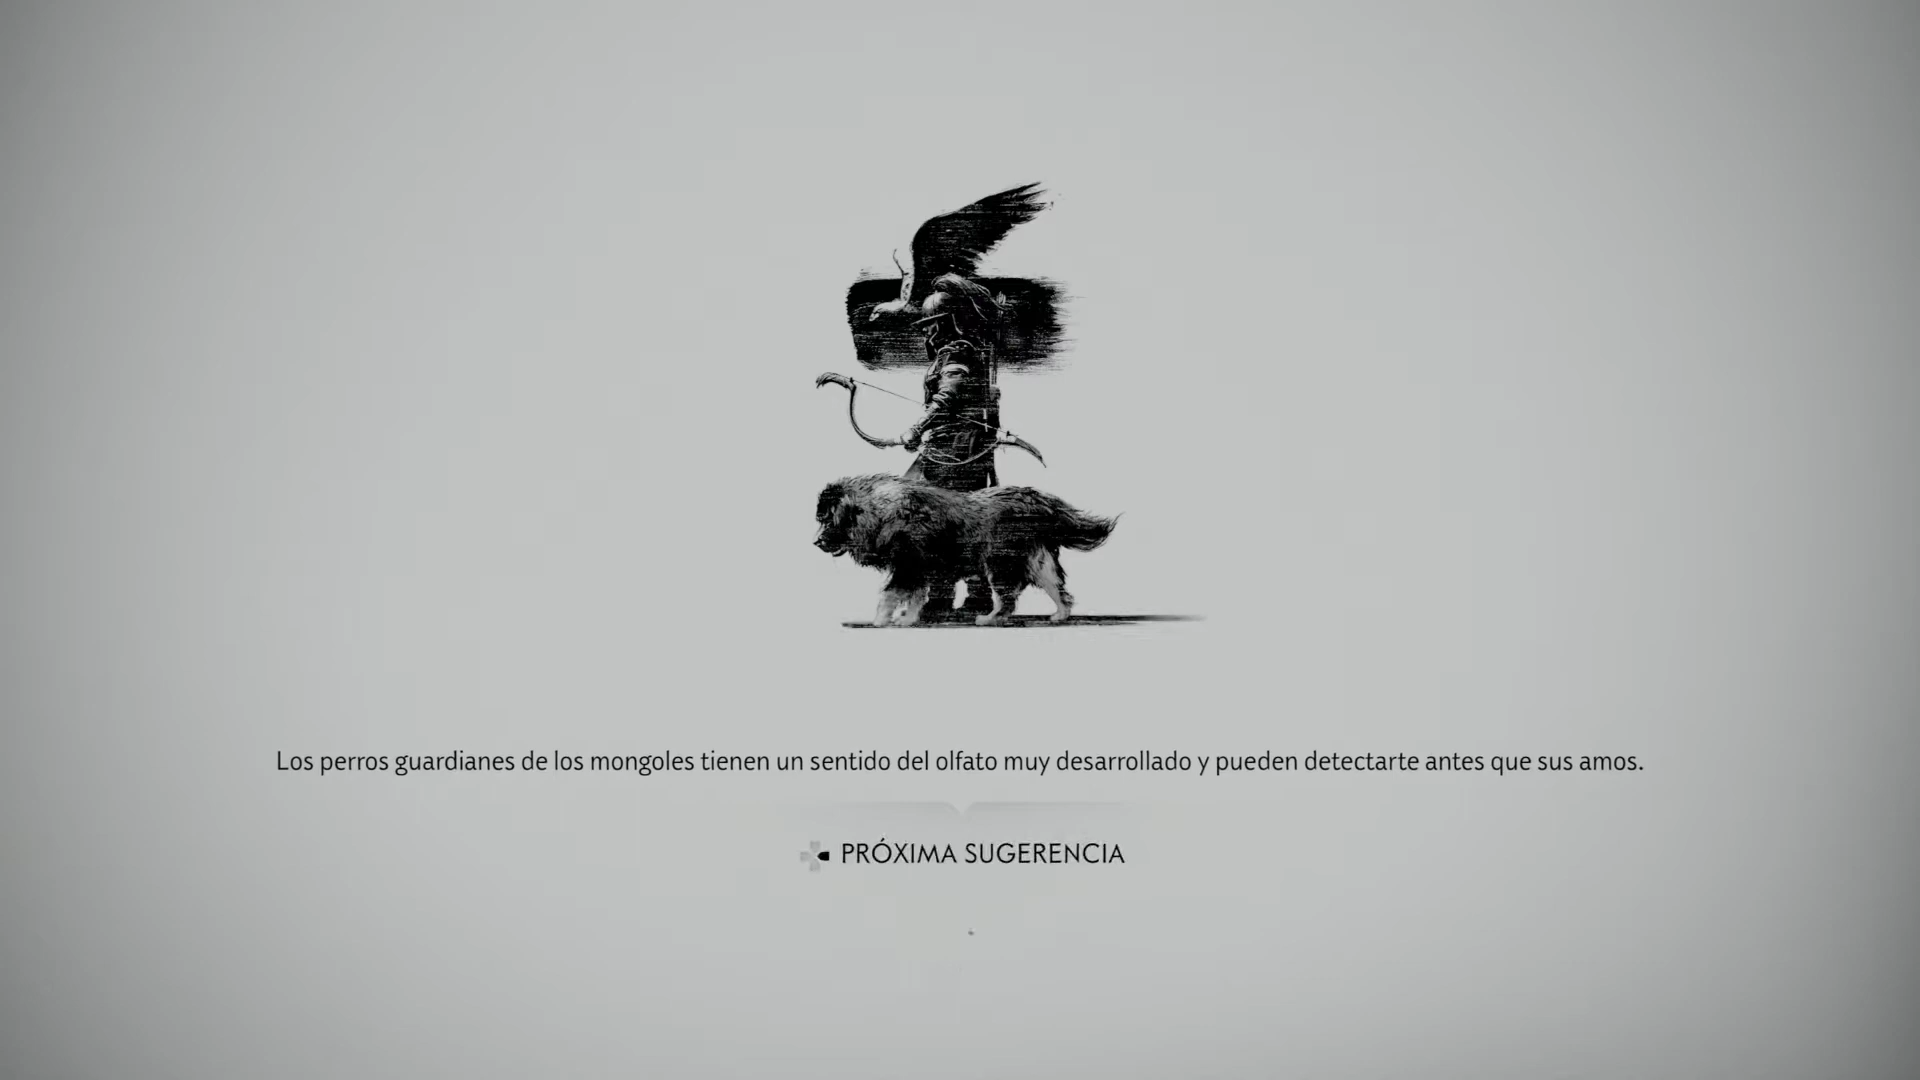 Los perros guardianes de los mongoles tienen un sentido del olfato muy desarrollado y pueden detectarte antes que sus amos.
PRÓXIMA SUGERENCIA